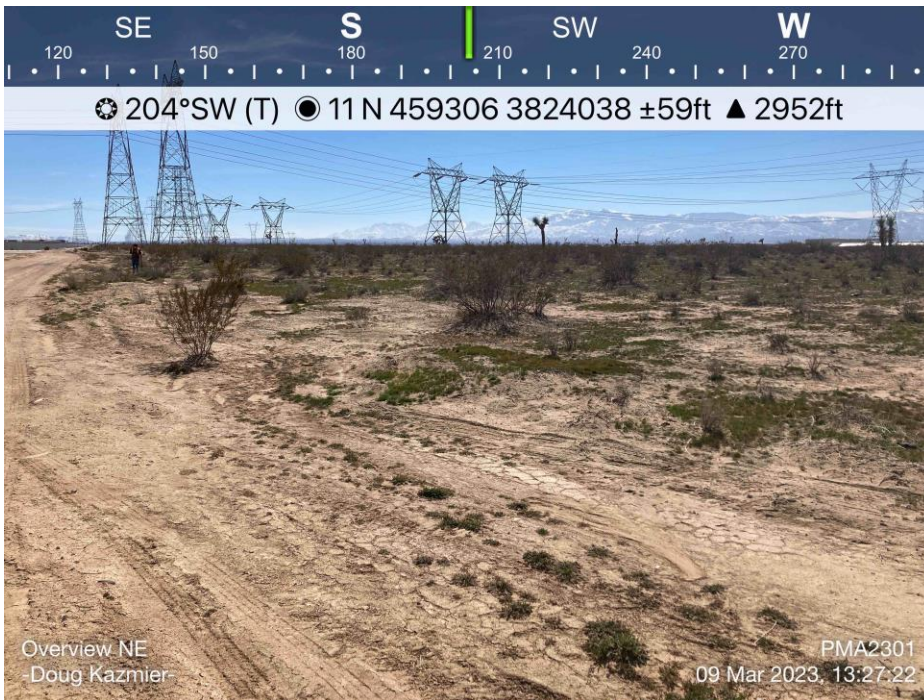 SE S SW W
120 150 180 210 240 270
204°SW (T) 11 N 459306 3824038 ±59ft ▲ 2952ft
Overview NE
-Doug Kazmier-
PMA2301
09 Mar 2023, 13:27:22